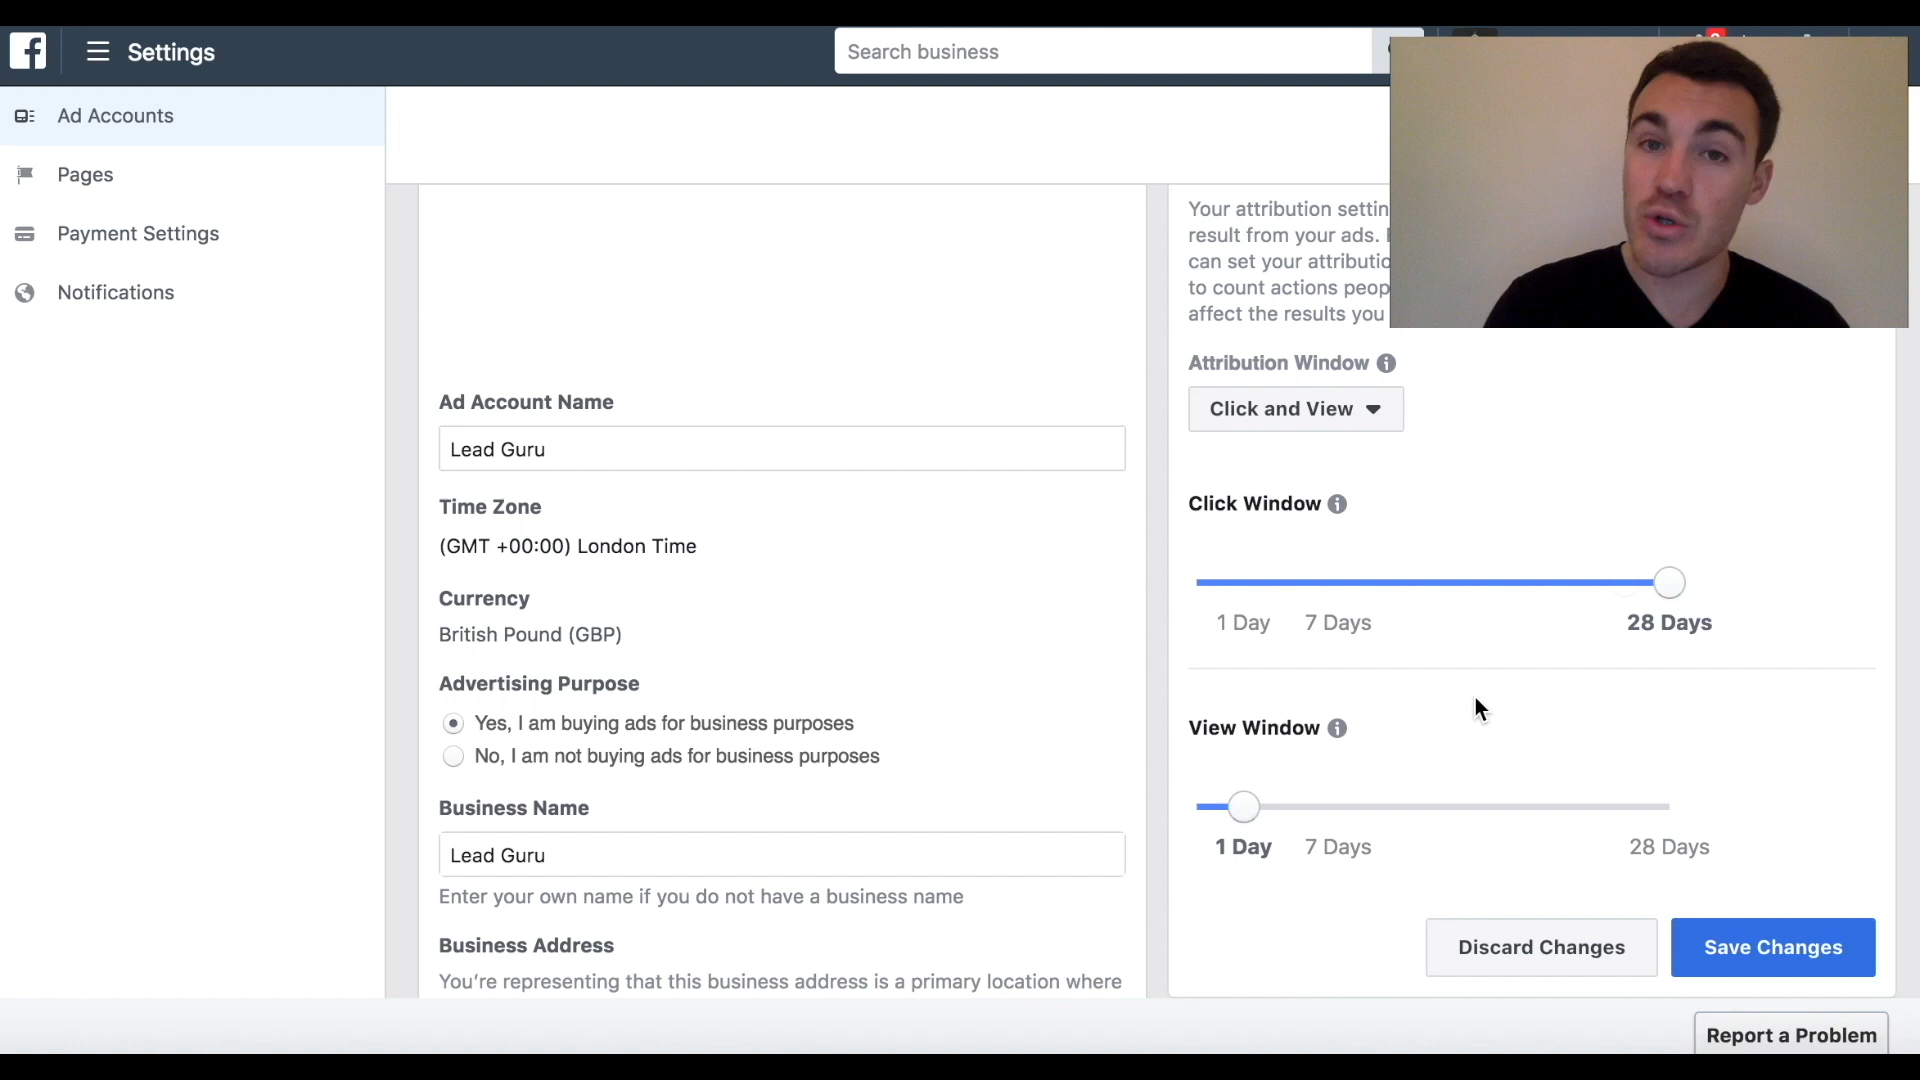 Settings
Search business
Ad Accounts
Pages
Payment Settings
Notifications
Ad Account Name
Lead Guru
Time Zone
(GMT +00:00) London Time
Currency
British Pound (GBP)
Advertising Purpose
Yes, I am buying ads for business purposes
No, I am not buying ads for business purposes
Business Name
Lead Guru
Enter your own name if you do not have a business name
Business Address
You're representing that this business address is a primary location where
Your attribution
result from your ads.
can set your
to count actions
affect the results you
Attribution Window
Click and View
Click Window
1 Day 7 Days 28 Days
View Window
1 Day 7 Days 28 Days
Discard Changes Save Changes
Report a Problem